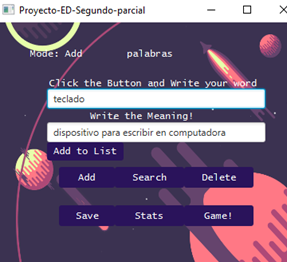 Proyecto-ED-Segundo-parcial
Mode: Add palabras
Click the Button and Write your word
teclado
Write the Meaning!
dispositivo para escribir en computadora
Add to List
Add Search Delete
Save Stats Game!